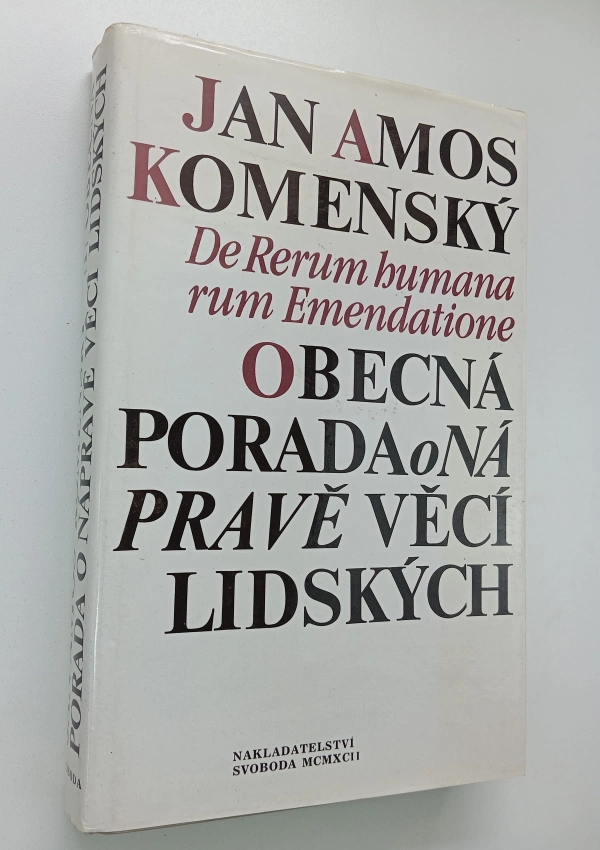 JAN AMOS
KOMENSKÝ
De Rerum humana
rum Emendatione
OBECNÁ
PORADA o NÁ
PRAVĚ VĚCÍ
LIDSKÝCH
NAKLADATELSTVÍ
SVOBODA MCMXCII
PORADA O NÁPRAVĚ VĚCÍ LIDSKÝCH